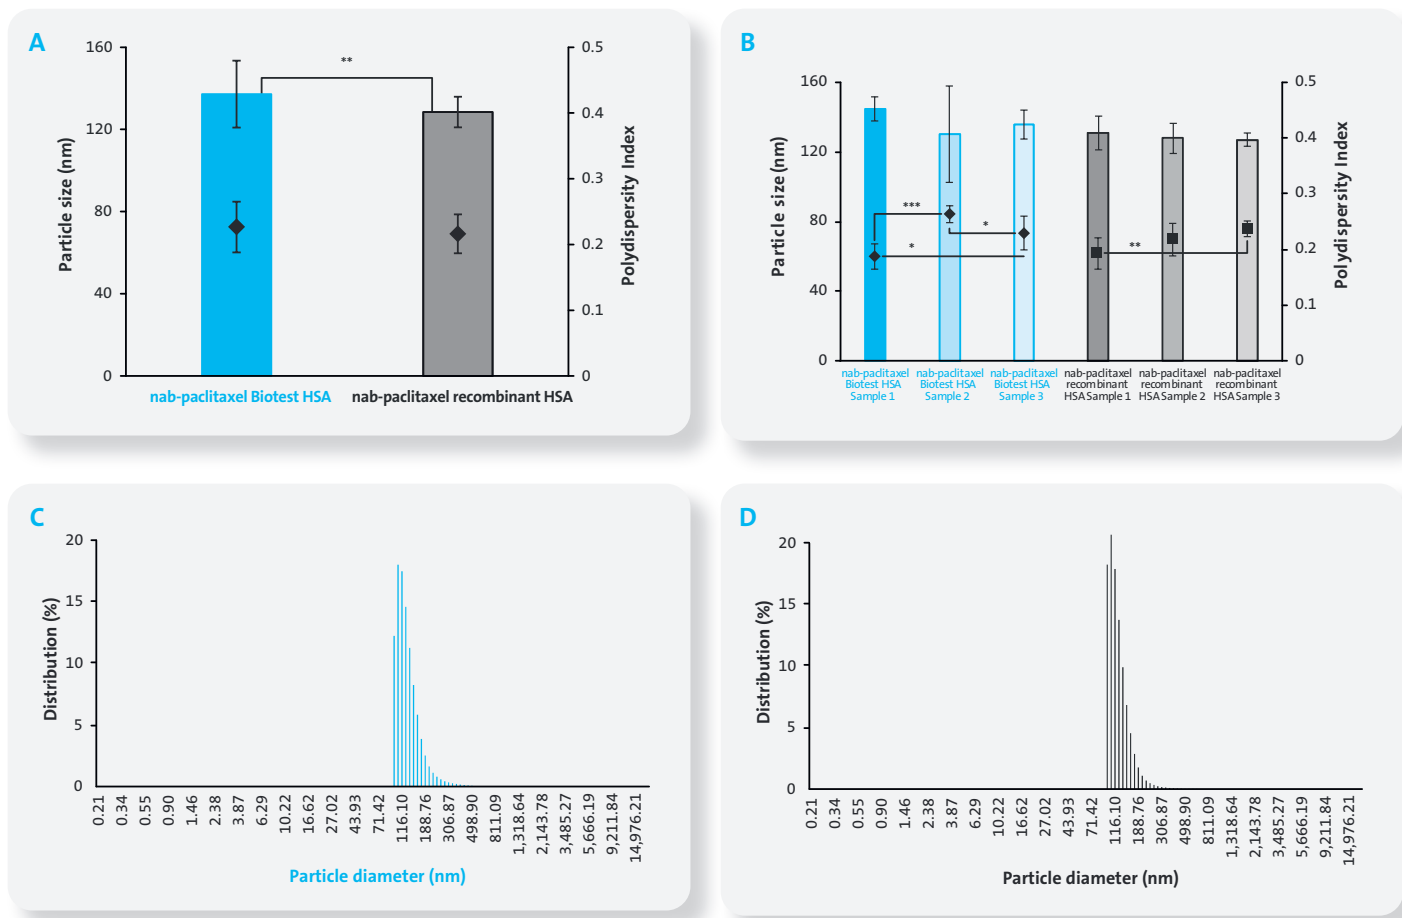 A
160
120
80
40
0
Particle size (nm)
**
0.5
0.4
0.3
0.2
0.1
0
Polydispersity Index
nab-paclitaxel Biotest HSA
nab-paclitaxel recombinant HSA
B
160
120
80
40
0
Particle size (nm)
***
*
*
**
0.5
0.4
0.3
0.2
0.1
0
Polydispersity Index
nab-paclitaxel
Biotest HSA
Sample 1
nab-paclitaxel
Biotest HSA
Sample 2
nab-paclitaxel
Biotest HSA
Sample 3
nab-paclitaxel
recombinant
HSA Sample 1
nab-paclitaxel
recombinant
HSA Sample 2
nab-paclitaxel
recombinant
HSA Sample 3
C
20
15
10
5
0
Distribution (%)
0.21
0.34
0.55
0.90
1.46
2.38
3.87
6.29
10.22
16.62
27.02
43.93
71.42
116.10
188.76
306.87
498.90
811.09
1,318.64
2,143.78
3,485.27
5,666.19
9,211.84
14,976.21
Particle diameter (nm)
D
20
15
10
5
0
Distribution (%)
0.21
0.34
0.55
0.90
1.46
2.38
3.87
6.29
10.22
16.62
27.02
43.93
71.42
116.10
188.76
306.87
498.90
811.09
1,318.64
2,143.78
3,485.27
5,666.19
9,211.84
14,976.21
Particle diameter (nm)